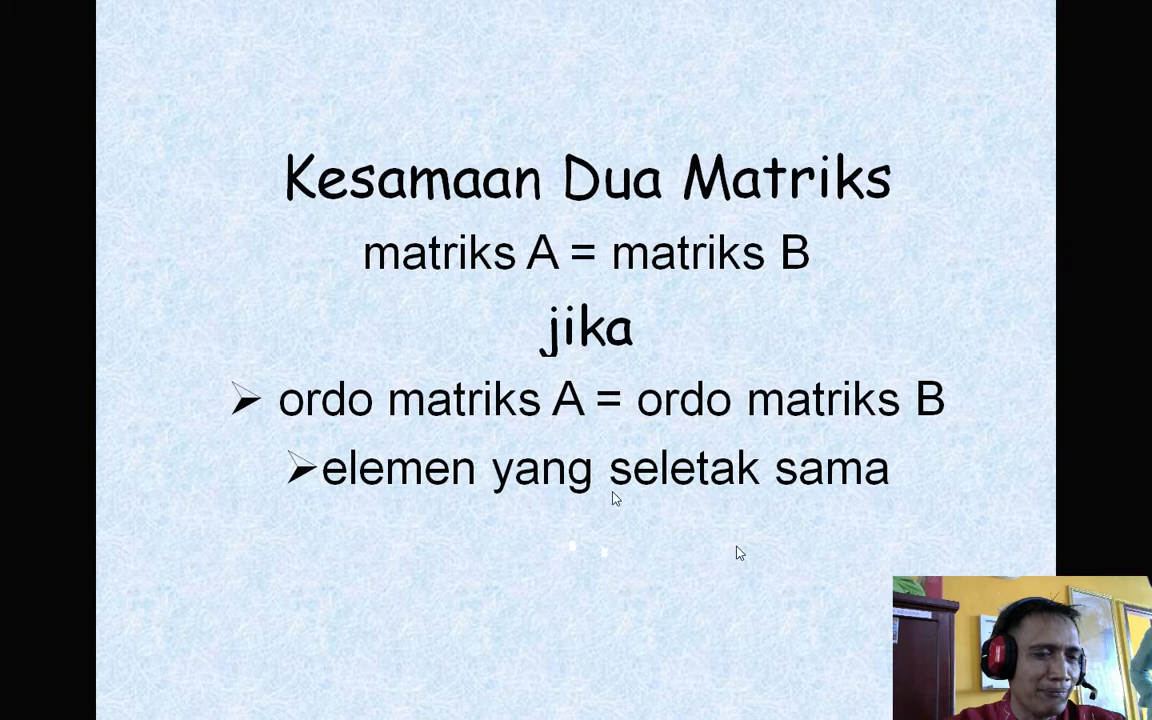 Kesamaan Dua Matriks
matriks A = matriks B
jika
➢ ordo matriks A = ordo matriks B
➢elemen yang seletak sama